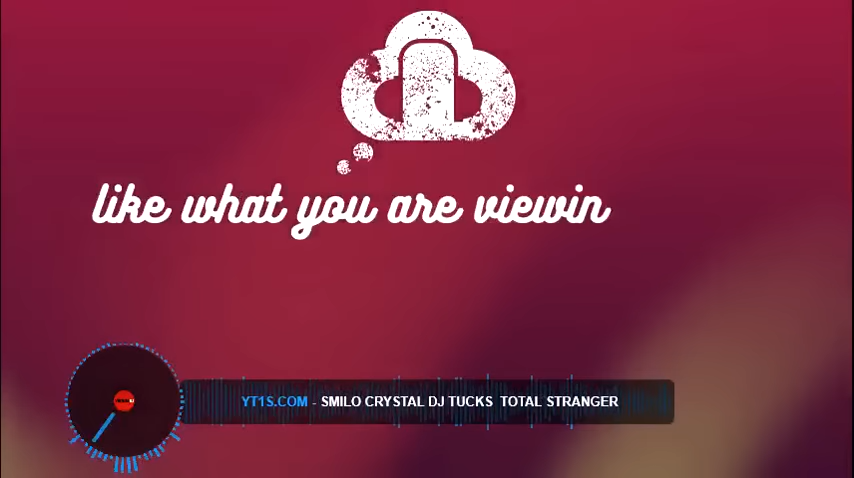 like what you are viewin
YT1S.COM - SMILO CRYSTAL DJ TUCKS TOTAL STRANGER